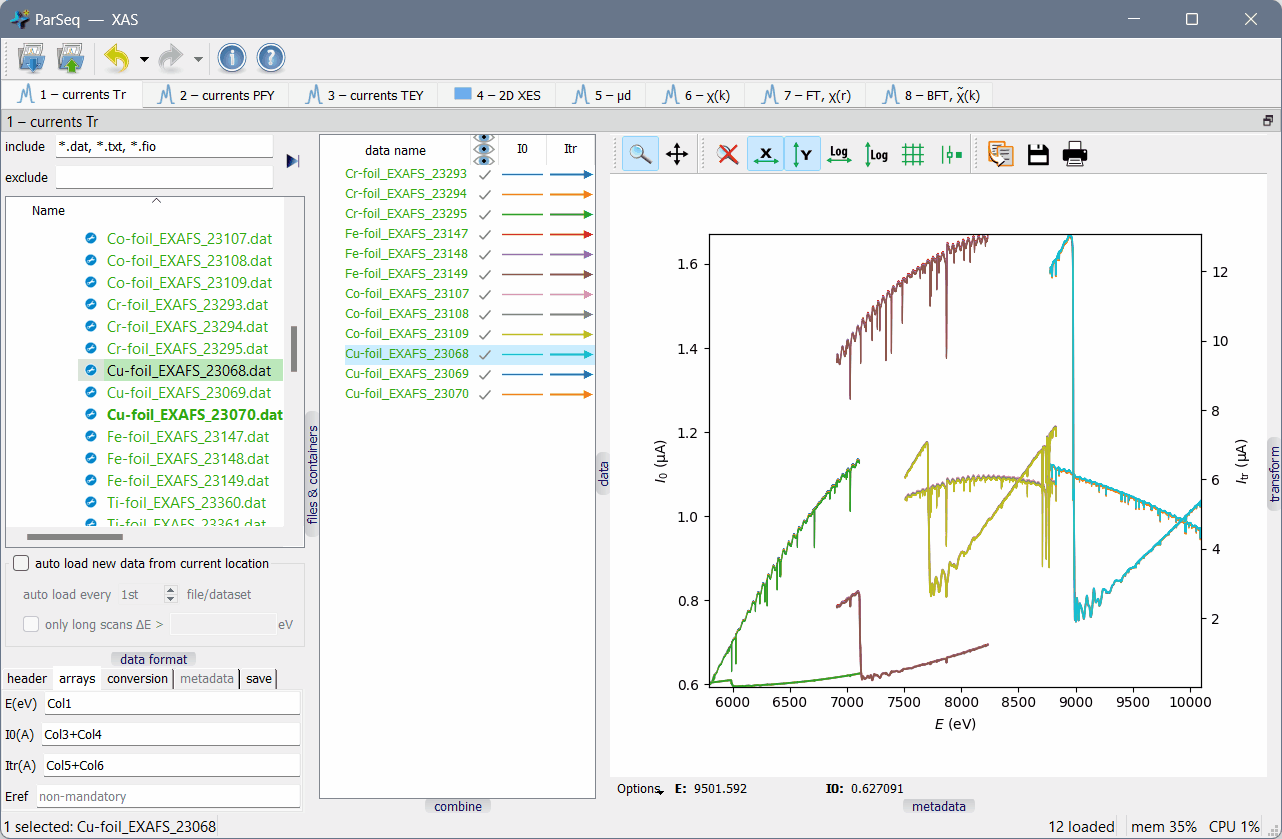 ParSeq — XAS
1 – currents Tr
2 – currents PFY
3 – currents TEY
4 – 2D XES
5 – μd
6 – χ(k)
7 – FT, χ(r)
8 – BFT, χ̃(k)
1 – currents Tr
include *.dat, *.txt, *.fio
exclude
Name
Co-foil_EXAFS_23107.dat
Co-foil_EXAFS_23108.dat
Co-foil_EXAFS_23109.dat
Cr-foil_EXAFS_23293.dat
Cr-foil_EXAFS_23294.dat
Cr-foil_EXAFS_23295.dat
Cu-foil_EXAFS_23068.dat
Cu-foil_EXAFS_23069.dat
Cu-foil_EXAFS_23070.dat
Fe-foil_EXAFS_23147.dat
Fe-foil_EXAFS_23148.dat
Fe-foil_EXAFS_23149.dat
Ti-foil_EXAFS_23360.dat
Ti-foil_EXAFS_23361.dat
files & containers
auto load new data from current location
auto load every 1st file/dataset
only long scans ΔE > eV
data format
header arrays conversion metadata save
E(eV) Col1
I0(A) Col3+Col4
Itr(A) Col5+Col6
Eref non-mandatory
data name I0 Itr
Cr-foil_EXAFS_23293
Cr-foil_EXAFS_23294
Cr-foil_EXAFS_23295
Fe-foil_EXAFS_23147
Fe-foil_EXAFS_23148
Fe-foil_EXAFS_23149
Co-foil_EXAFS_23107
Co-foil_EXAFS_23108
Co-foil_EXAFS_23109
Cu-foil_EXAFS_23068
Cu-foil_EXAFS_23069
Cu-foil_EXAFS_23070
combine
data
X Y Log Log
1.6
1.4
1.2
1.0
0.8
0.6
I0 (μA)
12
10
8
6
4
2
Itr (μA)
6000 6500 7000 7500 8000 8500 9000 9500 10000
E (eV)
transform
Options E: 9501.592 I0: 0.627091
metadata
1 selected: Cu-foil_EXAFS_23068
12 loaded mem 35% CPU 1%